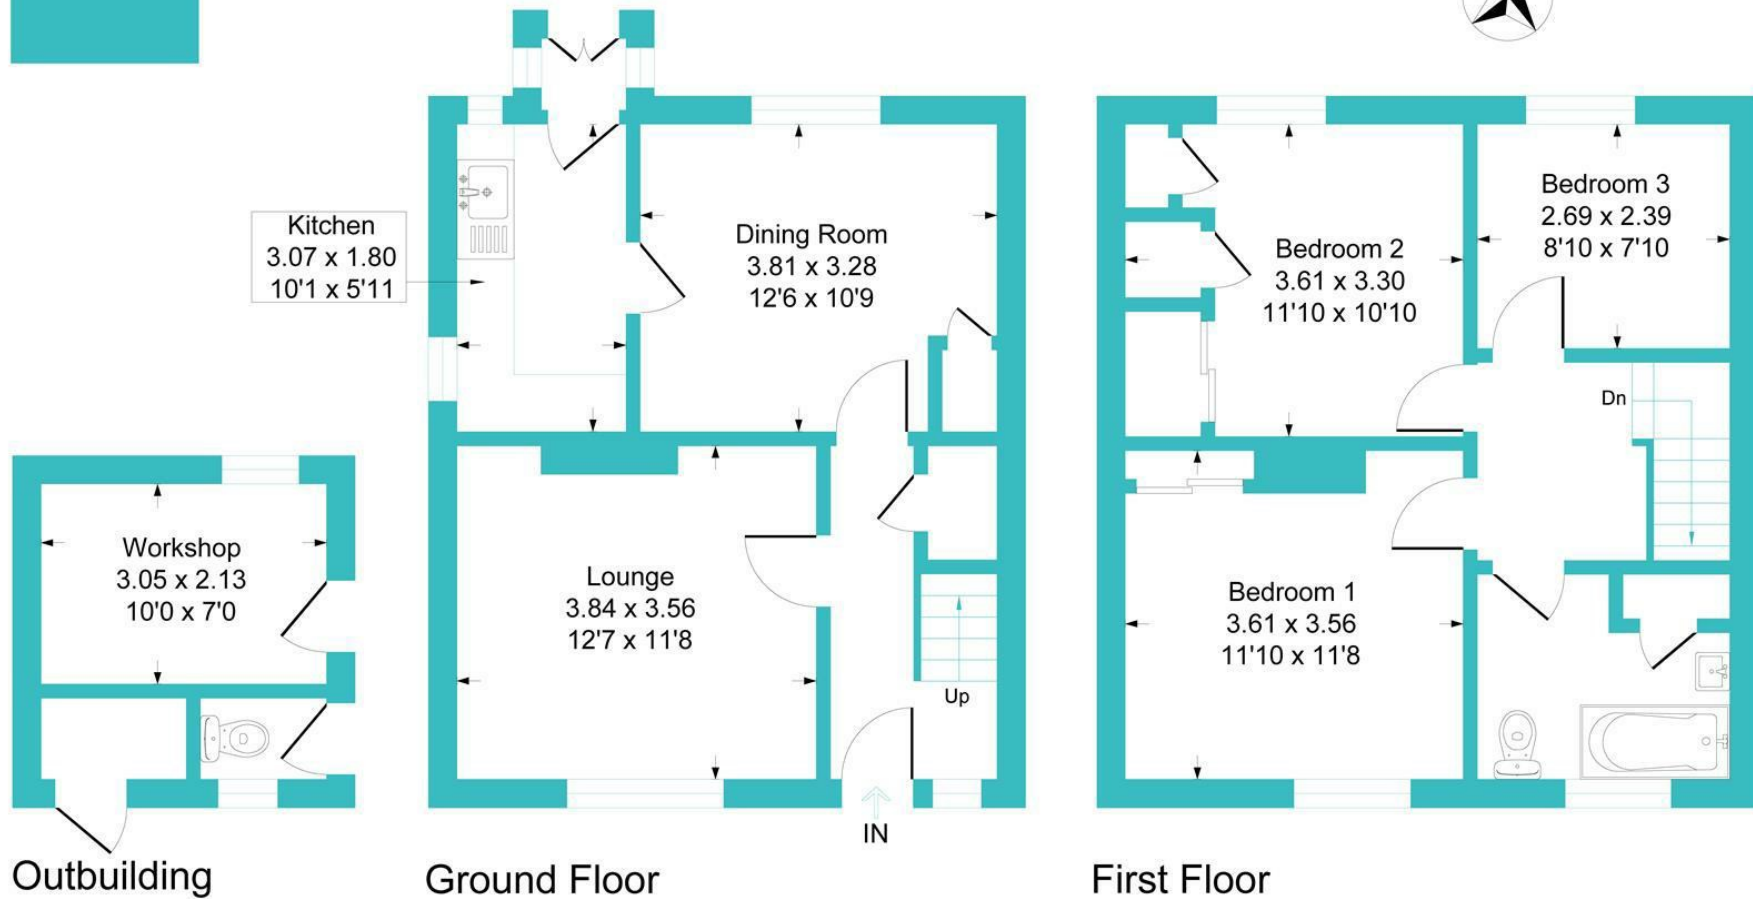 Kitchen
3.07 x 1.80
10'1 x 5'11
Dining Room
3.81 x 3.28
12'6 x 10'9
Bedroom 2
3.61 x 3.30
11'10 x 10'10
Bedroom 3
2.69 x 2.39
8'10 x 7'10
Dn
Workshop
3.05 x 2.13
10'0 x 7'0
Lounge
3.84 x 3.56
12'7 x 11'8
Up
Bedroom 1
3.61 x 3.56
11'10 x 11'8
IN
Outbuilding
Ground Floor
First Floor